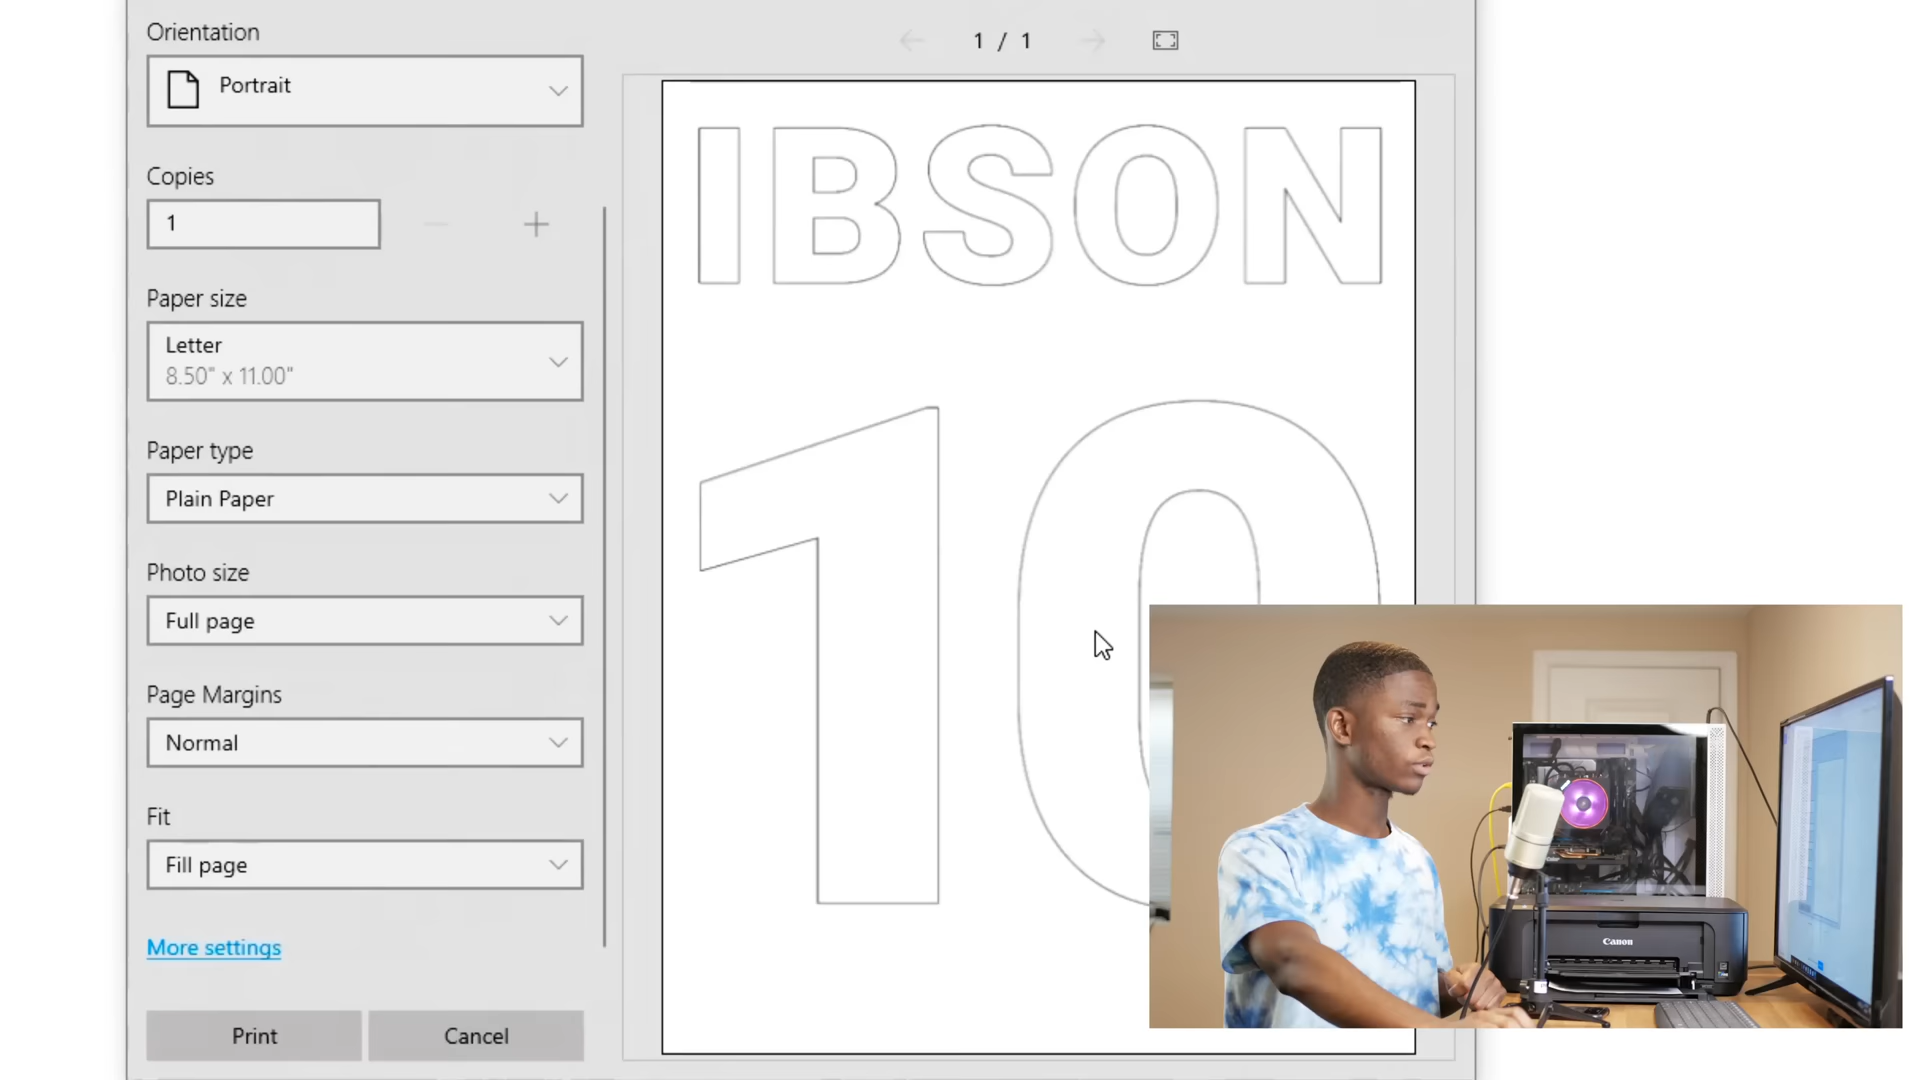 Orientation
Portrait
Copies
1
Paper size
Letter
8.50" x 11.00"
Paper type
Plain Paper
Photo size
Full page
Page Margins
Normal
Fit
Fill page
More settings
Print
Cancel
1 / 1
IBSON
10
Canon